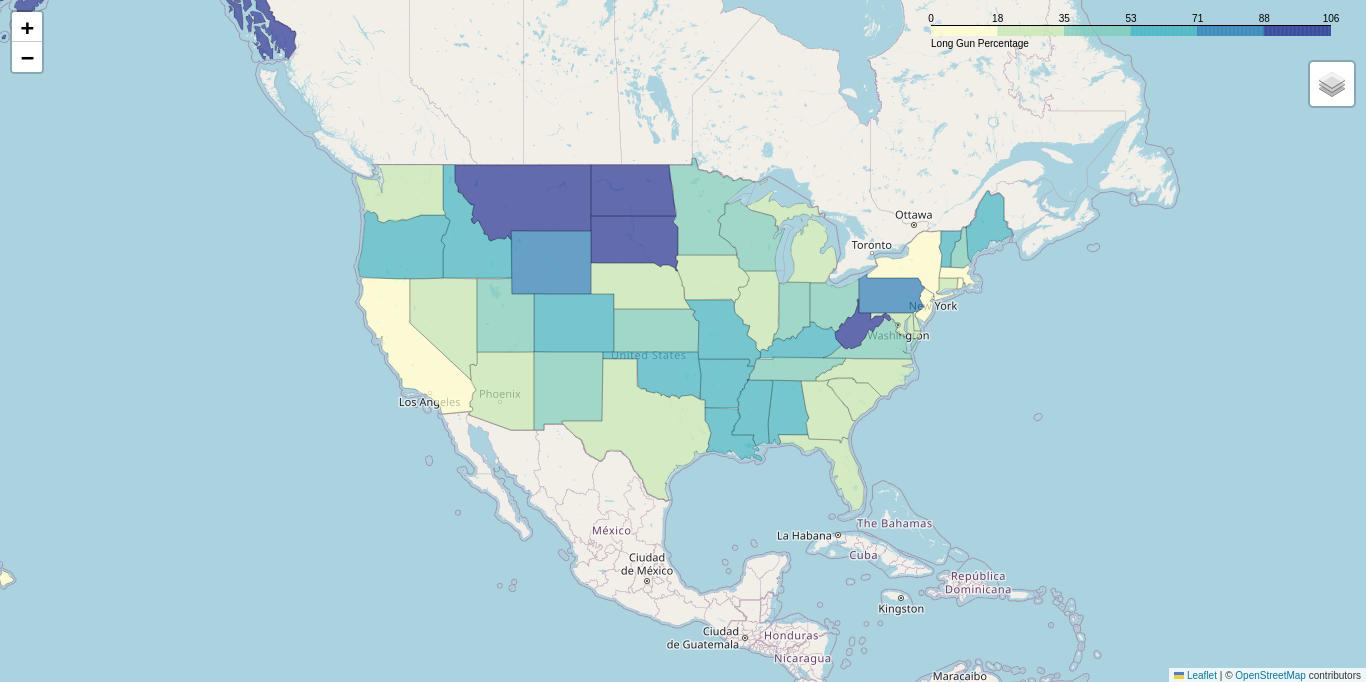 +
−
0 18 35 53 71 88 106
Long Gun Percentage
Ottawa
Toronto
New York
Washington
United States
Phoenix
Los Angeles
México
Ciudad
de México
La Habana
The Bahamas
Cuba
República
Dominicana
Kingston
Ciudad
de Guatemala
Honduras
Nicaragua
Maracaibo
Leaflet | © OpenStreetMap contributors